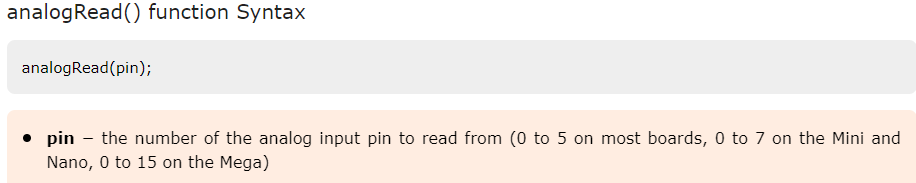 analogRead() function Syntax
analogRead(pin);
• pin − the number of the analog input pin to read from (0 to 5 on most boards, 0 to 7 on the Mini and
Nano, 0 to 15 on the Mega)